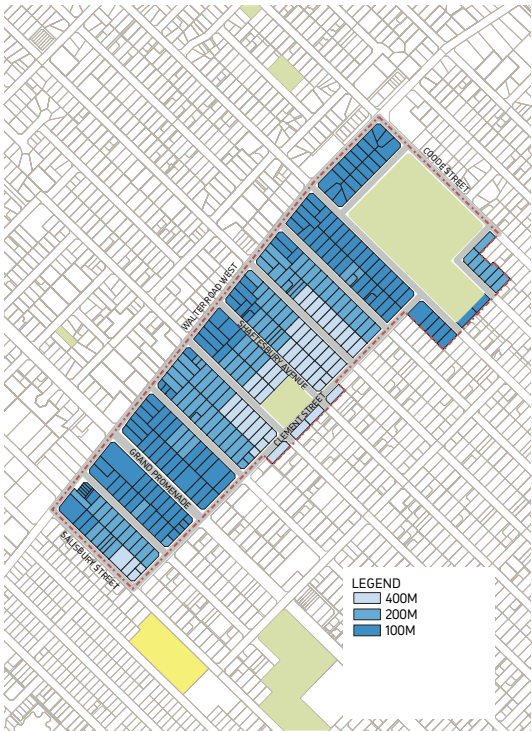 COODE STREET
WALTER ROAD WEST
SHAFTESBURY AVENUE
CLEMENT STREET
GRAND PROMENADE
SALISBURY STREET
LEGEND
400M
200M
100M